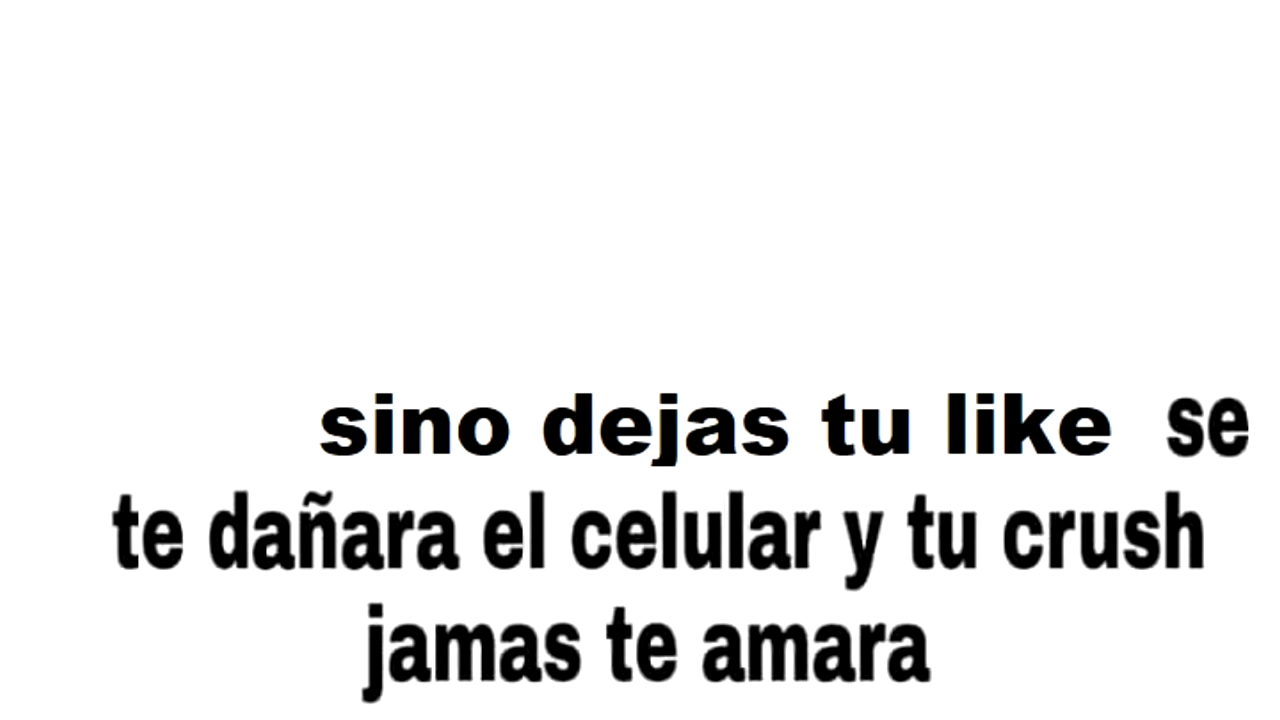 sino dejas tu like se
te dañara el celular y tu crush
jamas te amara